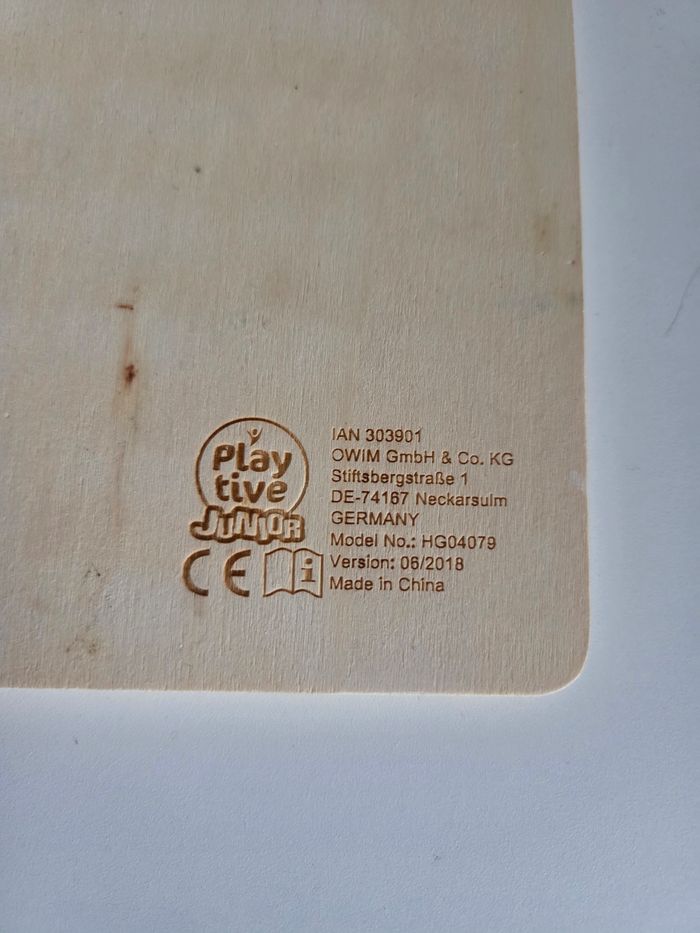 Play
tive
JUNIOR
CE
i
IAN 303901
OWIM GmbH & Co. KG
Stiftsbergstraße 1
DE-74167 Neckarsulm
GERMANY
Model No.: HG04079
Version: 06/2018
Made in China